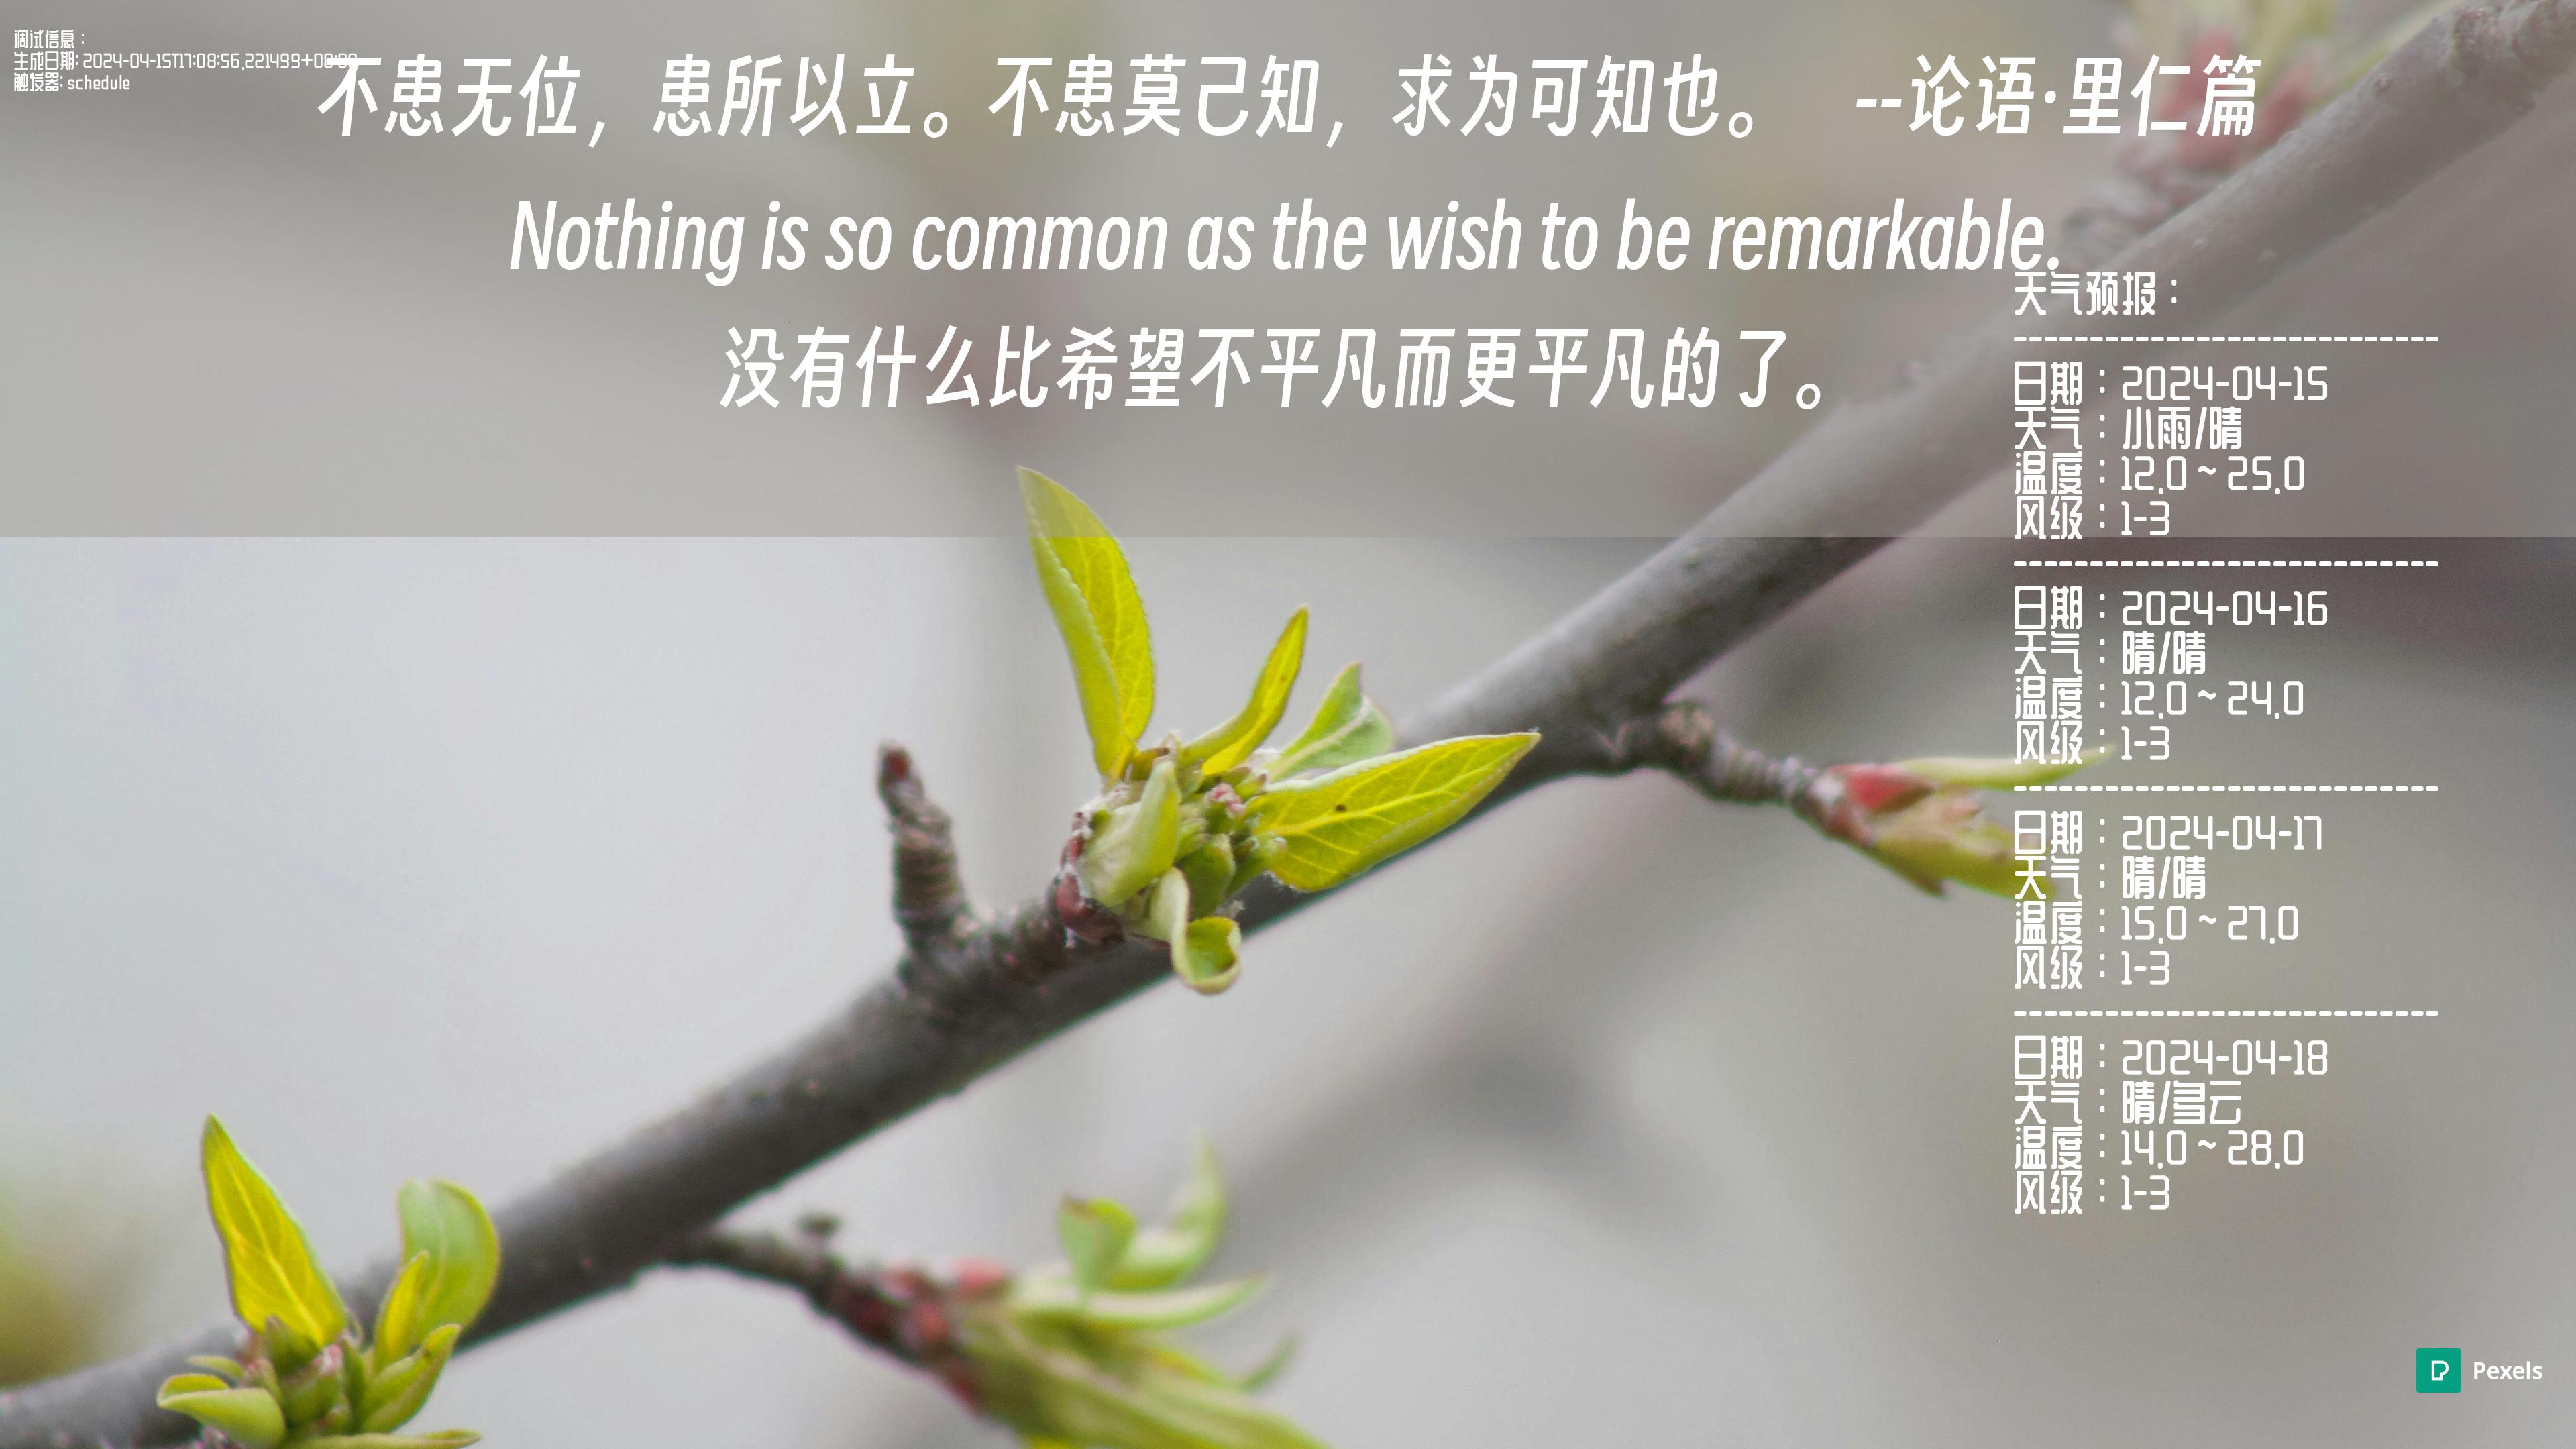 调试信息：
生成日期: 2024-04-15T17:08:56.221499+08:00
触发器: schedule
不患无位，患所以立。不患莫己知，求为可知也。 --论语·里仁篇
Nothing is so common as the wish to be remarkable.
没有什么比希望不平凡而更平凡的了。
天气预报：
----------------------------
日期：2024-04-15
天气：小雨/晴
温度：12.0 ~ 25.0
风级：1-3
----------------------------
日期：2024-04-16
天气：晴/晴
温度：12.0 ~ 24.0
风级：1-3
----------------------------
日期：2024-04-17
天气：晴/晴
温度：15.0 ~ 27.0
风级：1-3
----------------------------
日期：2024-04-18
天气：晴/多云
温度：14.0 ~ 28.0
风级：1-3
Pexels